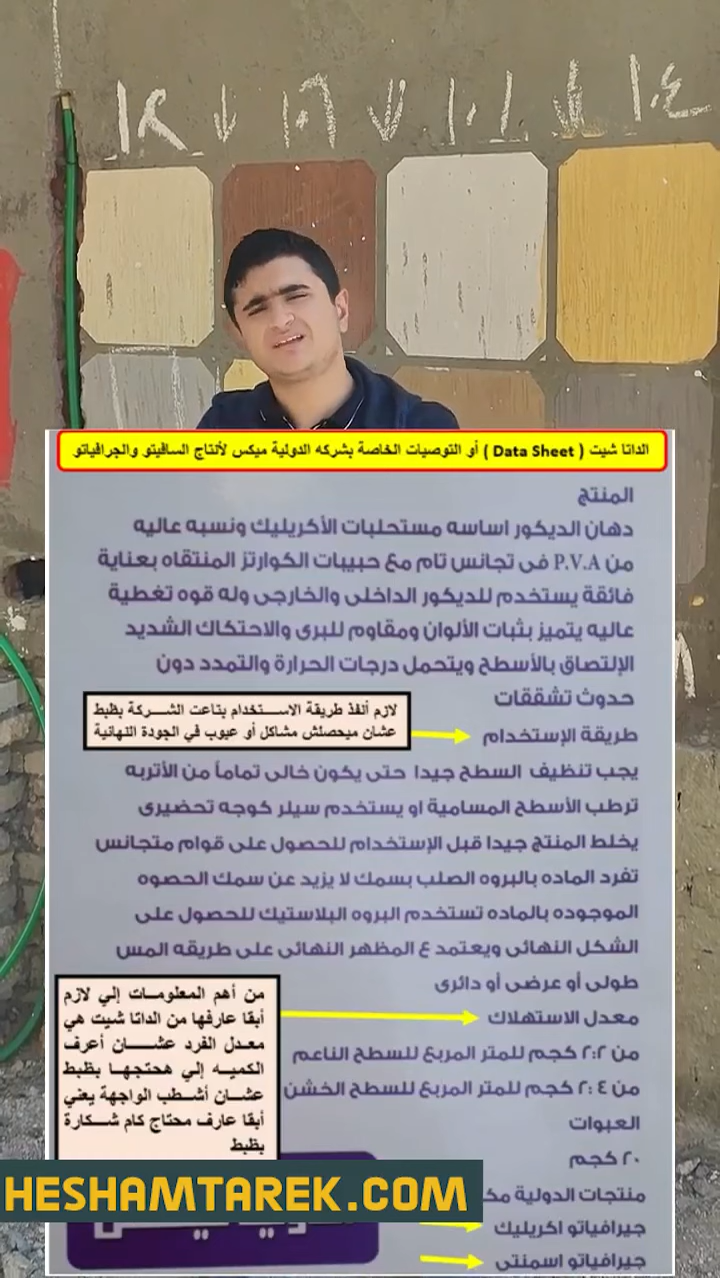 ١٢ ↓ ١٦ ↓ ١٠١ ↓ ١٠٤
الداتا شيت ( Data Sheet ) أو التوصيات الخاصة بشركه الدولية ميكس لأنتاج السافيتو والجرافياتو
المنتج
دهان الديكور اساسه مستحلبات الأكريليك ونسبه عاليه
من P.V.A فى تجانس تام مع حبيبات الكوارتز المنتقاه بعناية
فائقة يستخدم للديكور الداخلى والخارجى وله قوه تغطية
عاليه يتميز بثبات الألوان ومقاوم للبرى والاحتكاك الشديد
الإلتصاق بالأسطح ويتحمل درجات الحرارة والتمدد دون
حدوث تشققات
لازم أنفذ طريقة الاستخدام بتاعت الشركة بظبط
عشان ميحصلش مشاكل أو عيوب في الجودة النهائية
طريقة الإستخدام
يجب تنظيف السطح جيدا حتى يكون خالى تماماً من الأتربه
ترطب الأسطح المسامية او يستخدم سيلر كوجه تحضيرى
يخلط المنتج جيدا قبل الإستخدام للحصول على قوام متجانس
تفرد الماده بالبروه الصلب بسمك لا يزيد عن سمك الحصوه
الموجوده بالماده تستخدم البروه البلاستيك للحصول على
الشكل النهائى ويعتمد ع المظهر النهائى على طريقه المس
طولى أو عرضى أو دائرى
من أهم المعلومات إلي لازم
أبقا عارفها من الداتا شيت هي
معدل الفرد عشان أعرف
الكميه إلي هحتجها بظبط
عشان أشطب الواجهة يعني
أبقا عارف محتاج كام شكارة
بظبط
معدل الاستهلاك
من ٢:٢ كجم للمتر المربع للسطح الناعم
من ٢:٤ كجم للمتر المربع للسطح الخشن
العبوات
٢٠ كجم
منتجات الدولية مك
جيرافياتو اكريليك
جيرافياتو اسمنتى
HESHAMTAREK.COM